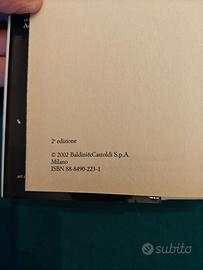 2ª edizione
© 2002 Baldini&Castoldi S.p.A.
Milano
ISBN 88-8490-223-1
subito